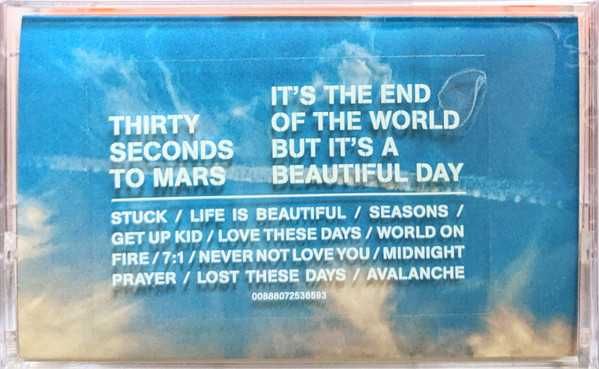 THIRTY
SECONDS
TO MARS
IT'S THE END
OF THE WORLD
BUT IT'S A
BEAUTIFUL DAY
STUCK / LIFE IS BEAUTIFUL / SEASONS /
GET UP KID / LOVE THESE DAYS / WORLD ON
FIRE / 7:1 / NEVER NOT LOVE YOU / MIDNIGHT
PRAYER / LOST THESE DAYS / AVALANCHE
00888072536593